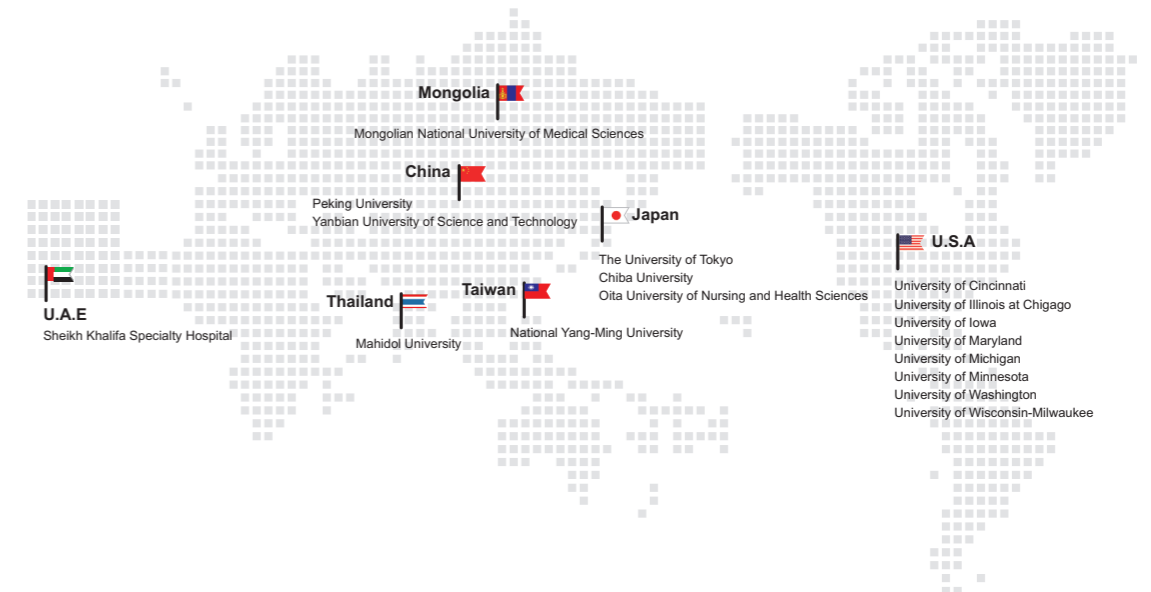 Mongolia
Mongolian National University of Medical Sciences
China
Peking University
Yanbian University of Science and Technology
Japan
The University of Tokyo
Chiba University
Oita University of Nursing and Health Sciences
U.S.A
University of Cincinnati
University of Illinois at Chigago
University of Iowa
University of Maryland
University of Michigan
University of Minnesota
University of Washington
University of Wisconsin-Milwaukee
U.A.E
Sheikh Khalifa Specialty Hospital
Thailand
Mahidol University
Taiwan
National Yang-Ming University